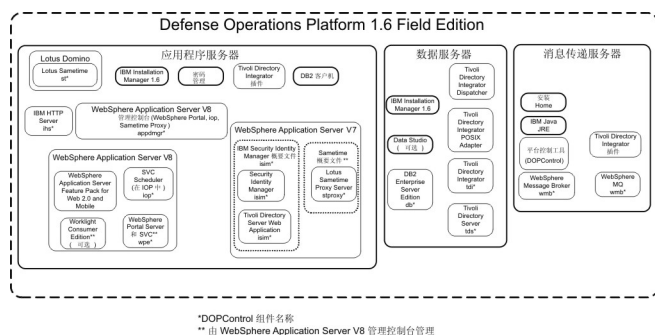 Defense Operations Platform 1.6 Field Edition
应用程序服务器
Lotus Domino
Lotus Sametime
st*
IBM Installation
Manager 1.6
密码
管理
Tivoli Directory
Integrator
插件
DB2 客户机
IBM HTTP
Server
ihs*
WebSphere Application Server V8
管理控制台 (WebSphere Portal, iop,
Sametime Proxy )
appdmgr*
WebSphere Application Server V8
WebSphere
Application Server
Feature Pack for
Web 2.0 and
Mobile
SVC
Scheduler
(在 IOP 中 )
iop*
Worklight
Consumer
Edition**
( 可选 )
WebSphere
Portal Server
和 SVC**
wpe*
WebSphere Application Server V7
IBM Security Identity
Manager 概要文件
isim*
Security
Identity
Manager
isim*
Tivoli Directory
Server Web
Application
isim*
Sametime
概要文件 **
Lotus
Sametime
Proxy Server
stproxy*
数据服务器
IBM Installation
Manager 1.6
Data Studio
( 可选 )
DB2
Enterprise
Server
Edition
db*
Tivoli
Directory
Integrator
Dispatcher
Tivoli
Directory
Integrator
POSIX
Adapter
Tivoli
Directory
Integrator
tdi*
Tivoli
Directory
Server
tds*
消息传递服务器
安装
Home
IBM Java
JRE
平台控制工具
(DOPControl)
WebSphere
Message Broker
wmb*
Tivoli Directory
Integrator
插件
WebSphere
MQ
wmb*
*DOPControl 组件名称
** 由 WebSphere Application Server V8 管理控制台管理